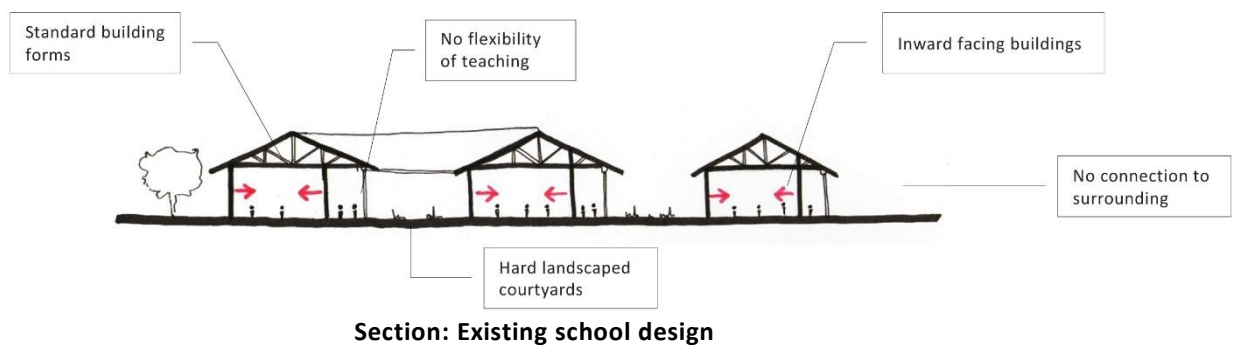 Standard building
forms
No flexibility
of teaching
Inward facing buildings
No connection to
surrounding
Hard landscaped
courtyards
Section: Existing school design